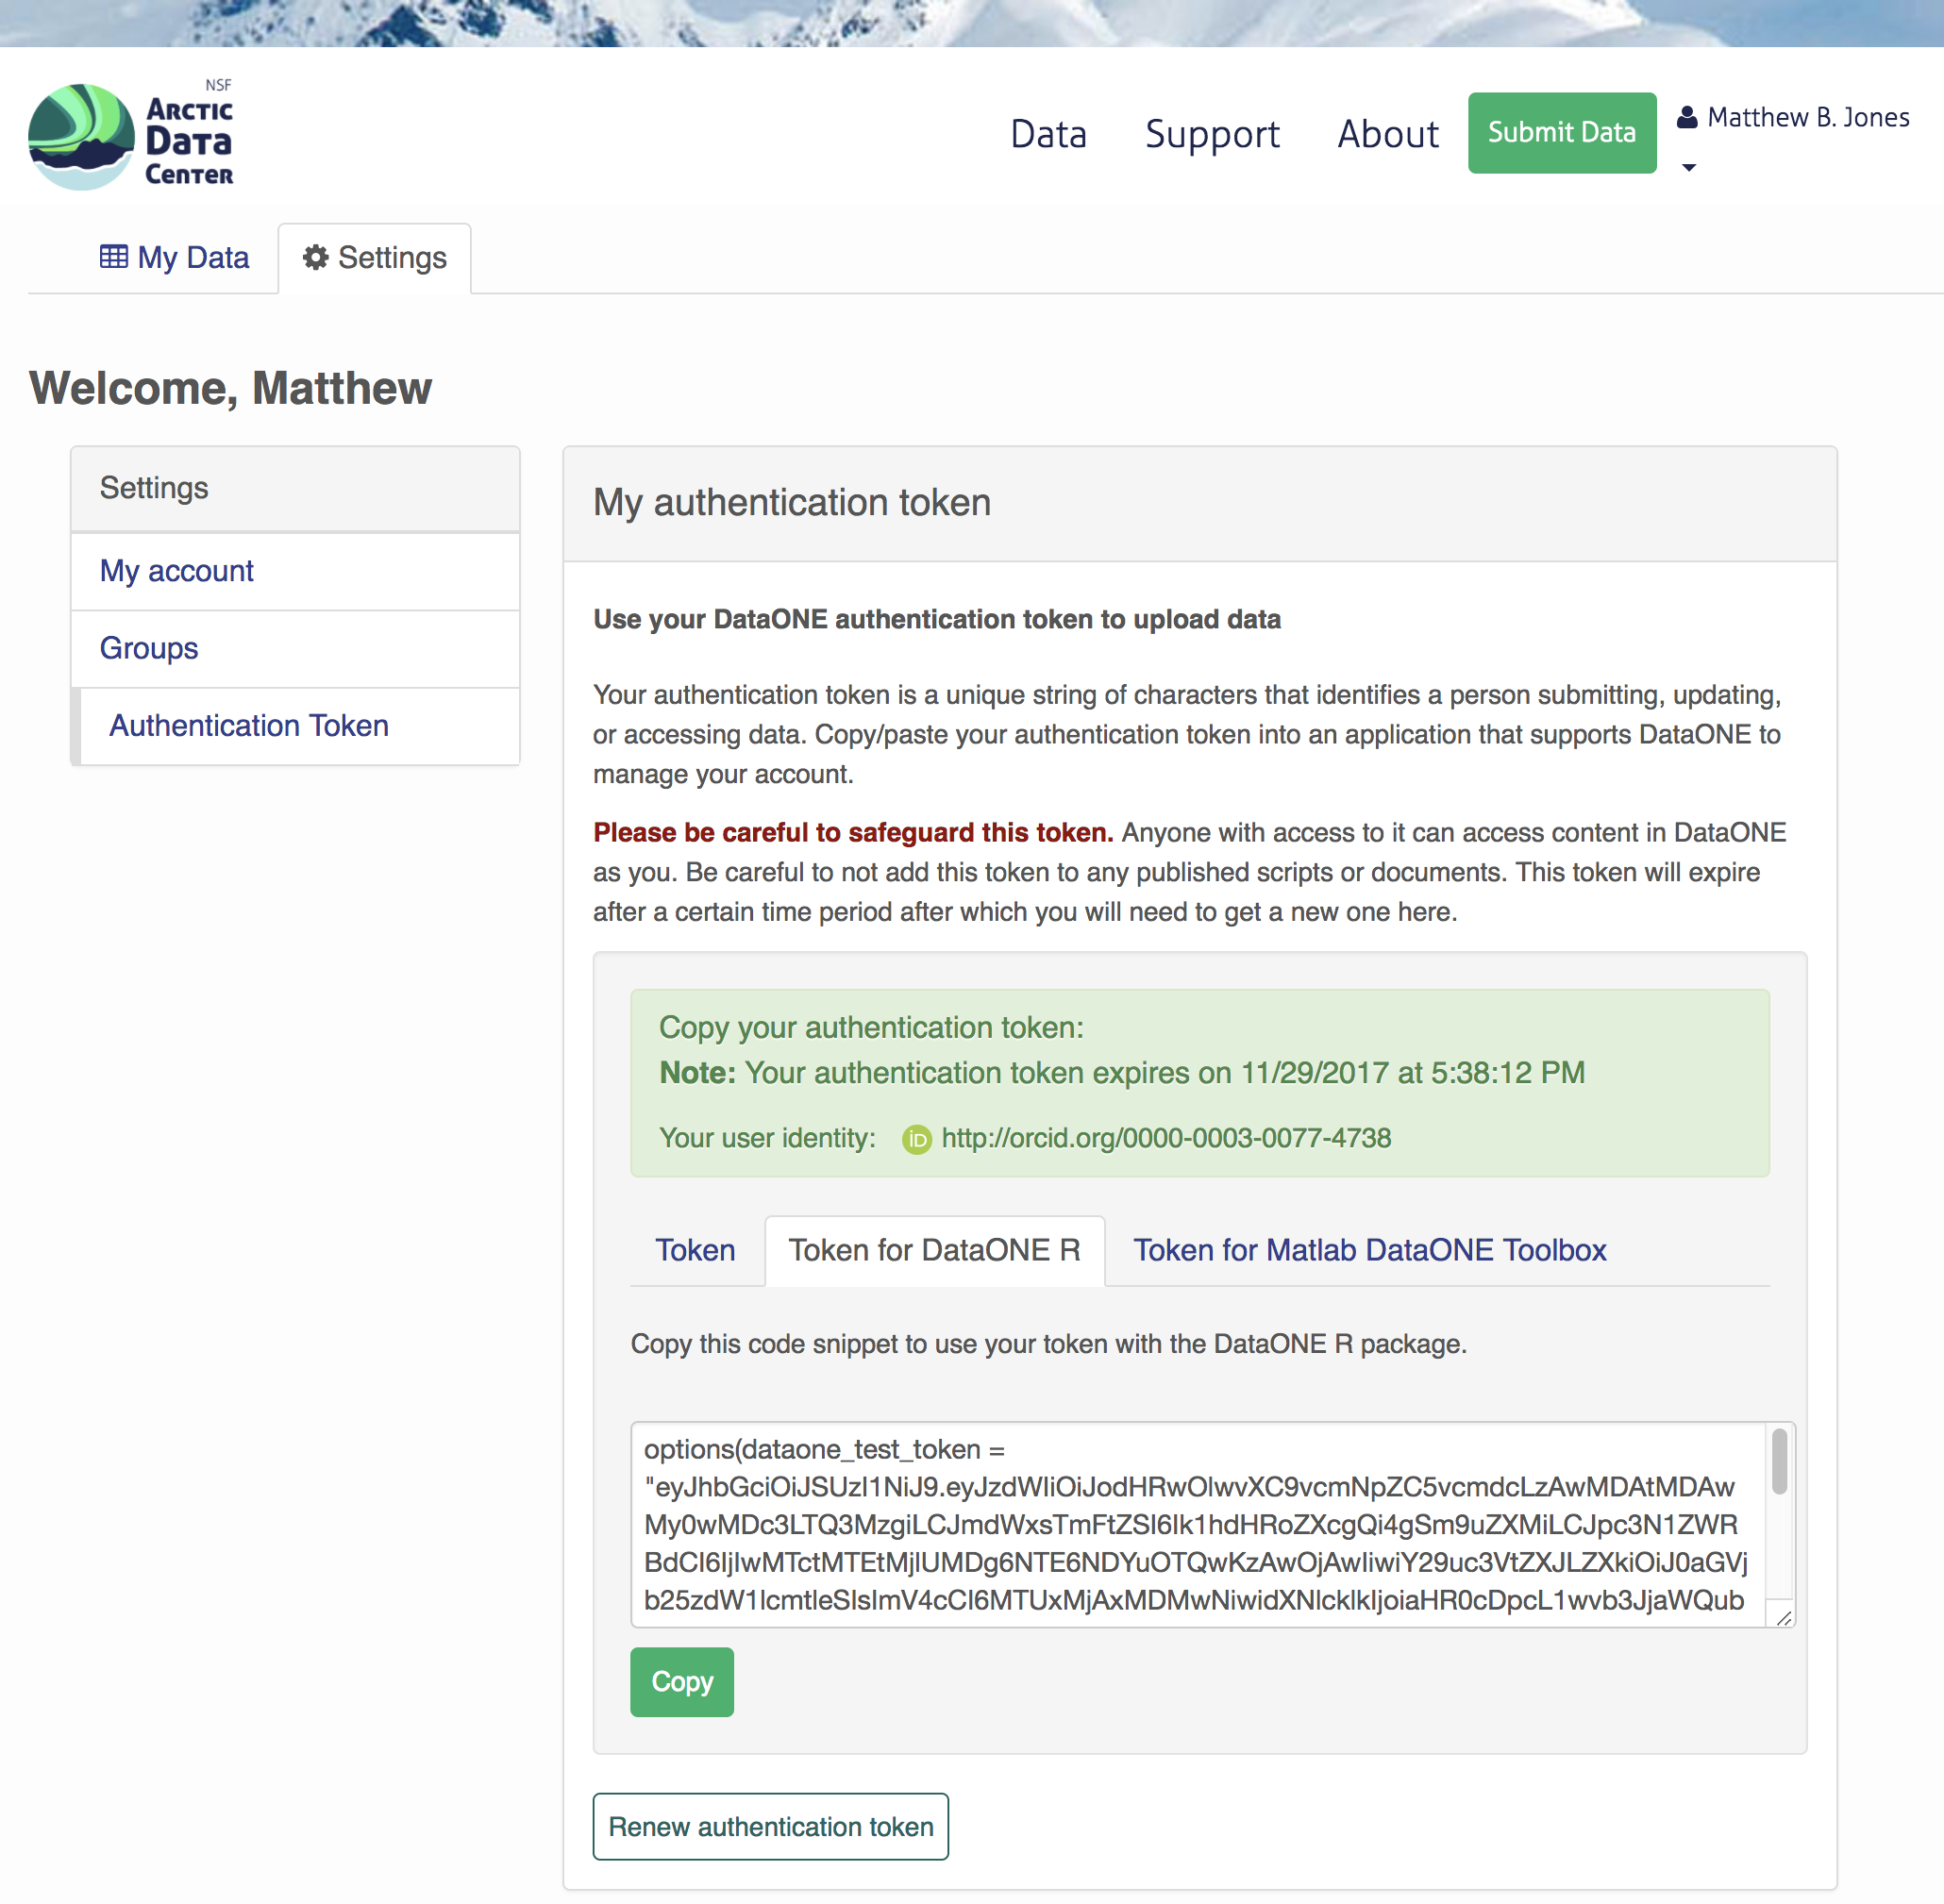 NSF
ARCTIC
DATA
CENTER
Data
Support
About
Submit Data
Matthew B. Jones
My Data
Settings
Welcome, Matthew
Settings
My account
Groups
Authentication Token
My authentication token
Use your DataONE authentication token to upload data
Your authentication token is a unique string of characters that identifies a person submitting, updating,
or accessing data. Copy/paste your authentication token into an application that supports DataONE to
manage your account.
Please be careful to safeguard this token. Anyone with access to it can access content in DataONE
as you. Be careful to not add this token to any published scripts or documents. This token will expire
after a certain time period after which you will need to get a new one here.
Copy your authentication token:
Note: Your authentication token expires on 11/29/2017 at 5:38:12 PM
Your user identity: iD http://orcid.org/0000-0003-0077-4738
Token
Token for DataONE R
Token for Matlab DataONE Toolbox
Copy this code snippet to use your token with the DataONE R package.
options(dataone_test_token =
"eyJhbGciOiJSUzI1NiJ9.eyJzdWIiOiJodHRwOlwvXC9vcmNpZC5vcmdcLzAwMDAtMDAw
My0wMDc3LTQ3MzgiLCJmdWxsTmFtZSI6Ik1hdHRoZXcgQi4gSm9uZXMiLCJpc3N1ZWR
BdCI6IjIwMTctMTEtMjlUMDg6NTE6NDYuOTQwKzAwOjAwIiwiY29uc3VtZXJLZXkiOiJ0aGVj
b25zdW1lcmtleSIsImV4cCI6MTUxMjAxMDMwNiwidXNlcklkIjoiaHR0cDpcL1wvb3JjaWQub
Copy
Renew authentication token